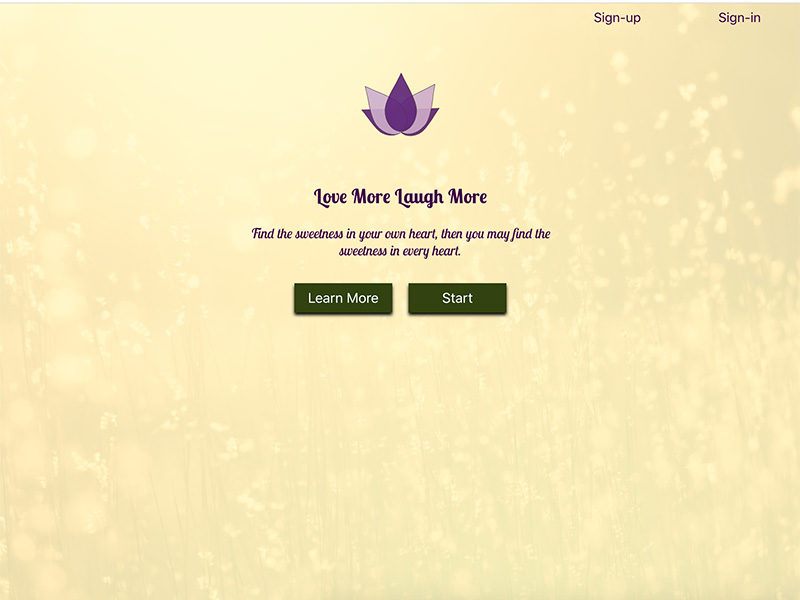 Sign-up Sign-in
Love More Laugh More
Find the sweetness in your own heart, then you may find the
sweetness in every heart.
Learn More Start